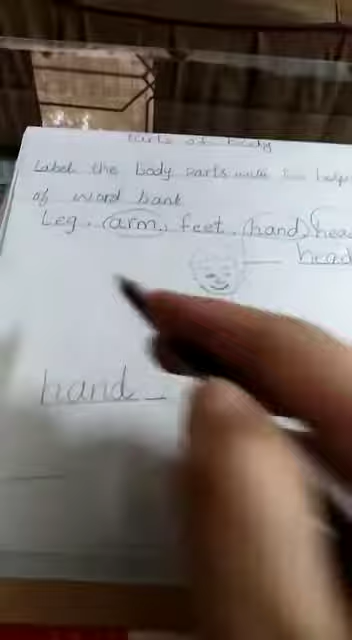 Parts of body
Label the body parts with the help
of word bank
Leg, arm, feet, hand, head
head
hand